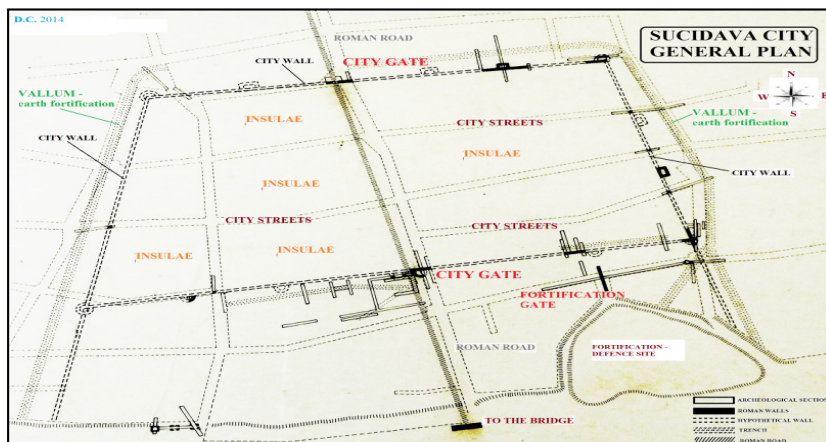 D.C. 2014
ROMAN ROAD
SUCIDAVA CITY
GENERAL PLAN
CITY WALL
CITY GATE
N
W E
S
VALLUM -
earth fortification
VALLUM -
earth fortification
INSULAE
CITY STREETS
CITY WALL
INSULAE
INSULAE
CITY WALL
CITY STREETS
CITY STREETS
INSULAE
INSULAE
CITY GATE
FORTIFICATION
GATE
ROMAN ROAD
FORTIFICATION -
DEFENCE SITE
TO THE BRIDGE
ARCHEOLOGICAL SECTION
ROMAN WALLS
HYPOTHETICAL WALL
TRENCH
ROMAN ROAD